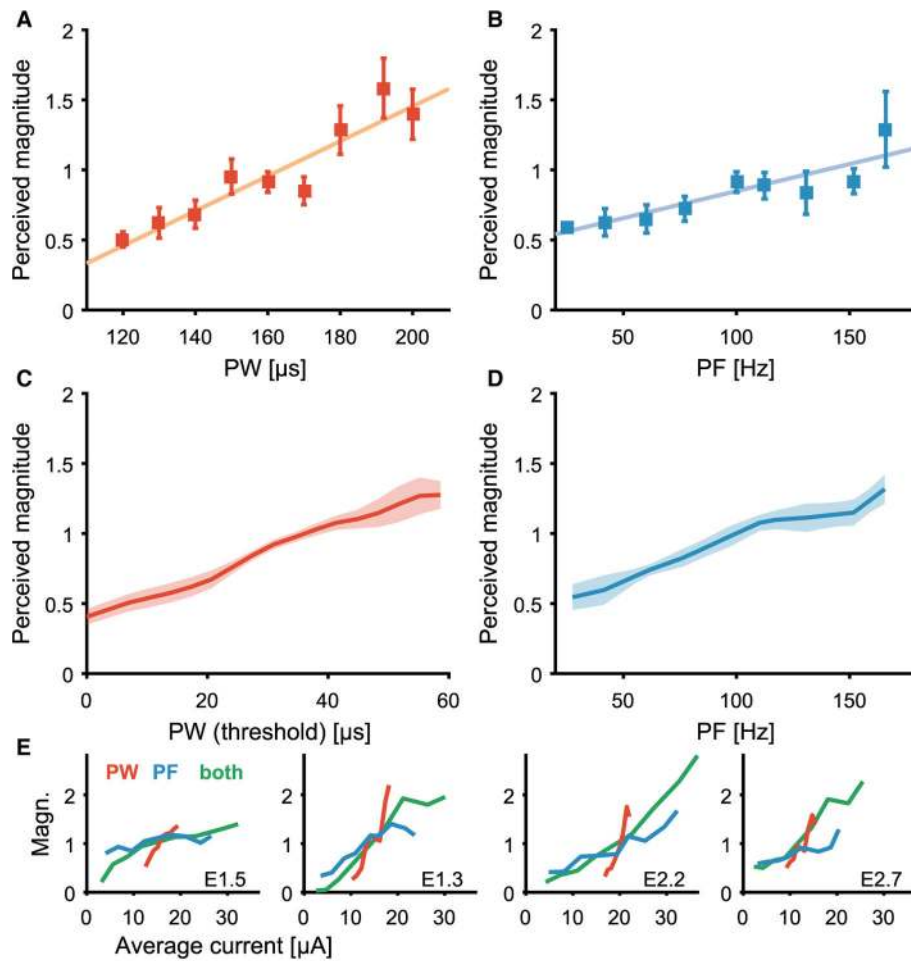 A
B
Perceived magnitude
2
1.5
1
0.5
0
120 140 160 180 200
PW [µs]
Perceived magnitude
2
1.5
1
0.5
0
50 100 150
PF [Hz]
C
D
Perceived magnitude
2
1.5
1
0.5
0
0 20 40 60
PW (threshold) [µs]
Perceived magnitude
2
1.5
1
0.5
0
50 100 150
PF [Hz]
E
PW PF both
Magn.
2
1
0
0 10 20 30
E1.5
2
1
0
0 10 20 30
E1.3
2
1
0
0 10 20 30
E2.2
2
1
0
0 10 20 30
E2.7
Average current [µA]